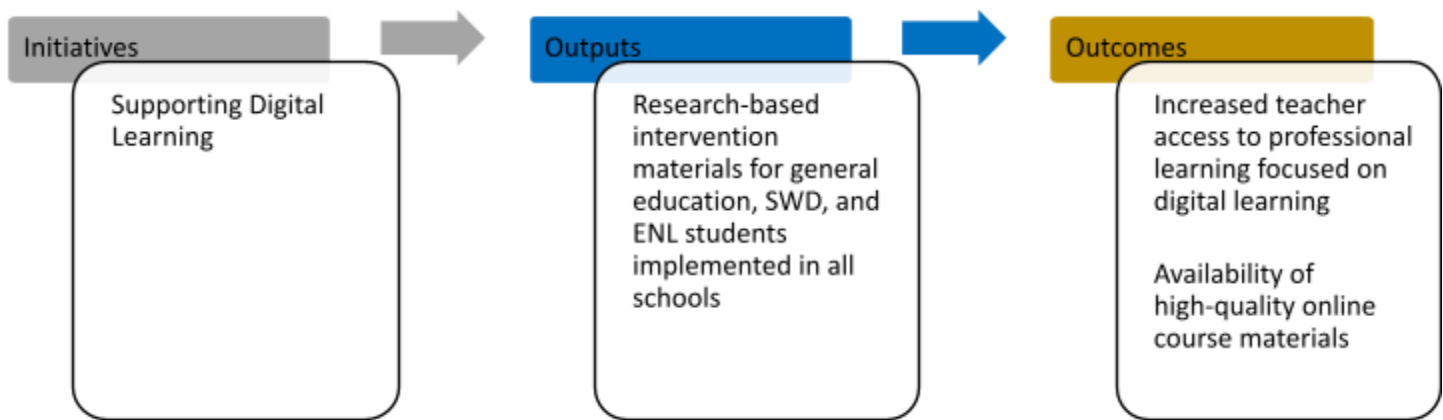 Initiatives
Supporting Digital
Learning
Outputs
Research-based
intervention
materials for general
education, SWD, and
ENL students
implemented in all
schools
Outcomes
Increased teacher
access to professional
learning focused on
digital learning
Availability of
high-quality online
course materials